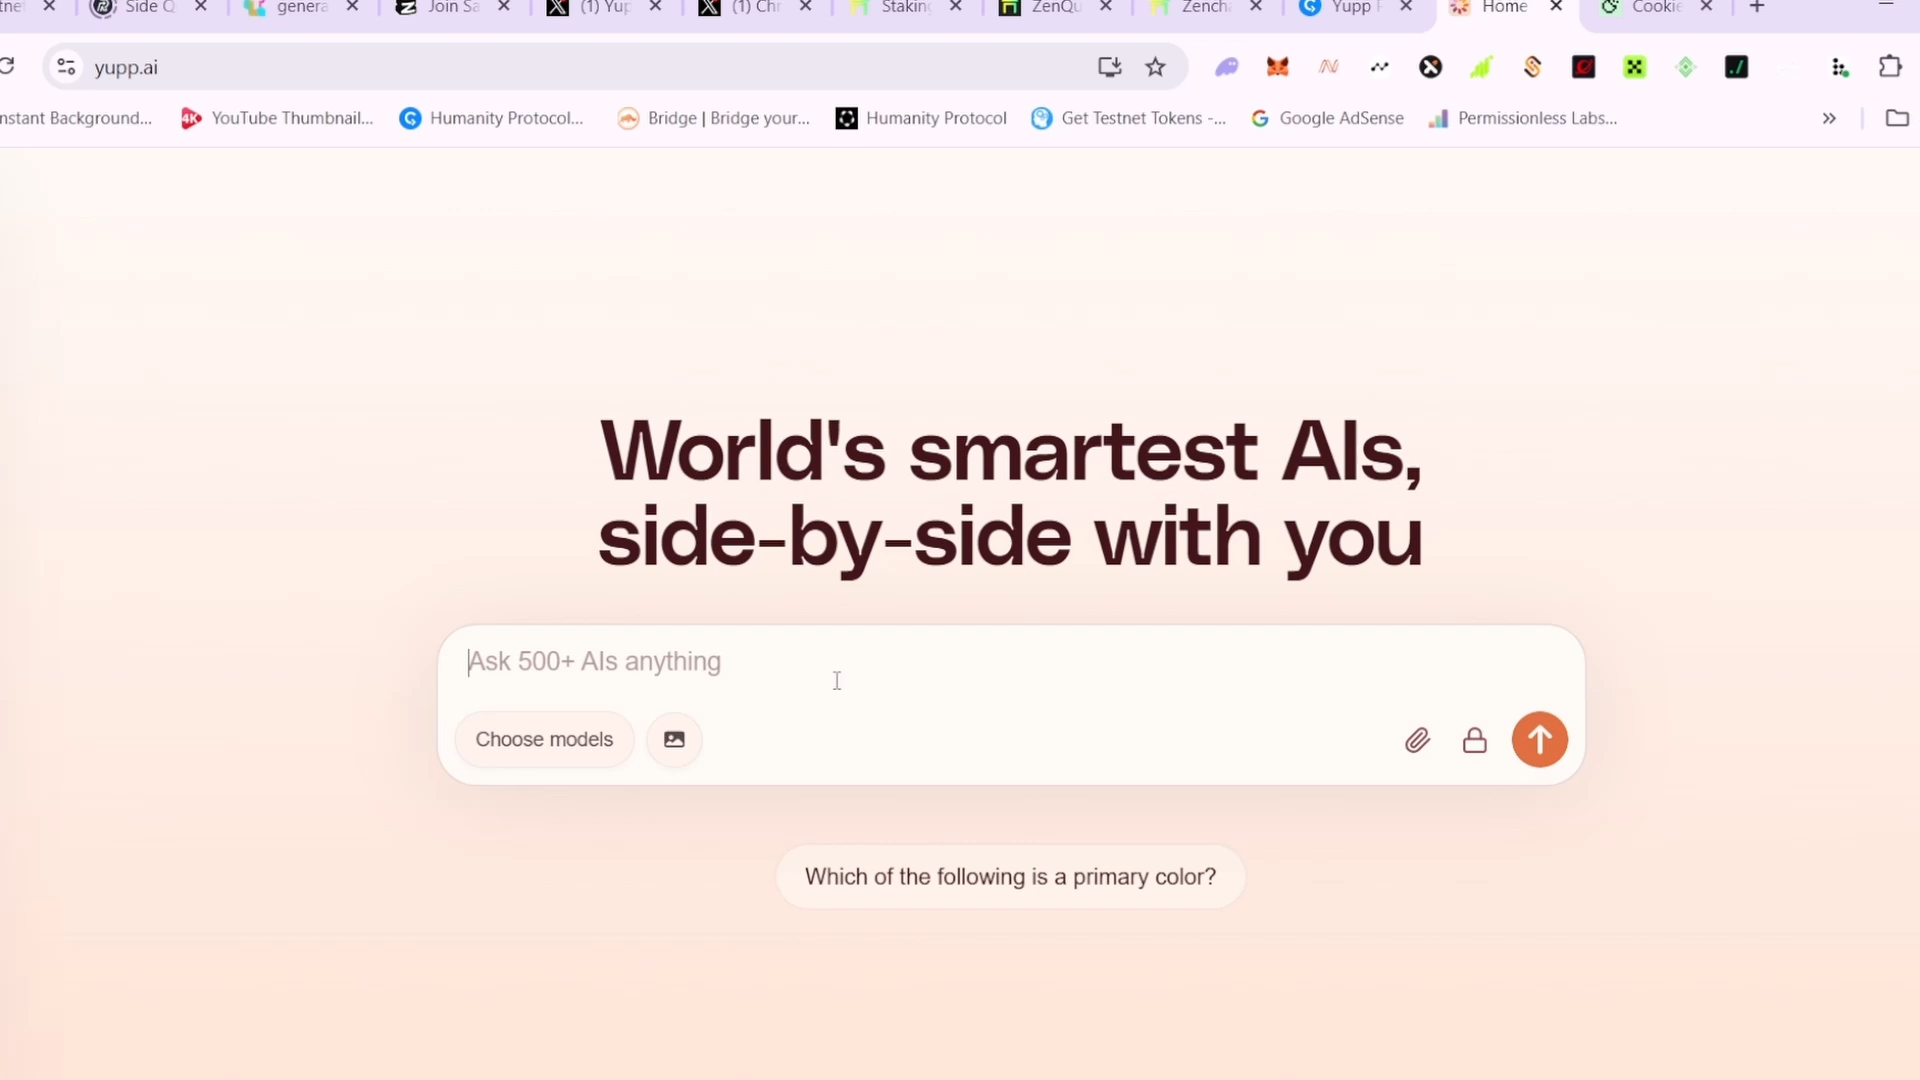 Side Q
genera
Join Sa
(1) Yup
(1) Chr
Stakin
ZenQu
Zench
Yupp
Home
Cookie
yupp.ai
nstant Background...
YouTube Thumbnail...
Humanity Protocol...
Bridge | Bridge your...
Humanity Protocol
Get Testnet Tokens -...
Google AdSense
Permissionless Labs...
World's smartest AIs,
side-by-side with you
Ask 500+ AIs anything
Choose models
Which of the following is a primary color?